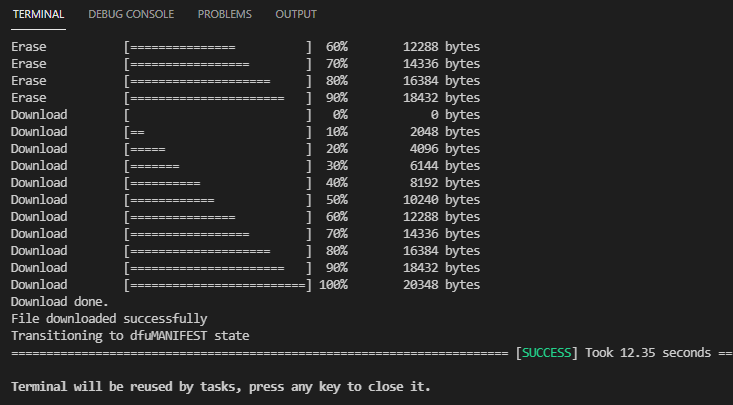 TERMINAL DEBUG CONSOLE PROBLEMS OUTPUT
Erase [=============== ] 60% 12288 bytes
Erase [================= ] 70% 14336 bytes
Erase [==================== ] 80% 16384 bytes
Erase [====================== ] 90% 18432 bytes
Download [ ] 0% 0 bytes
Download [== ] 10% 2048 bytes
Download [===== ] 20% 4096 bytes
Download [======= ] 30% 6144 bytes
Download [========== ] 40% 8192 bytes
Download [============ ] 50% 10240 bytes
Download [=============== ] 60% 12288 bytes
Download [================= ] 70% 14336 bytes
Download [==================== ] 80% 16384 bytes
Download [====================== ] 90% 18432 bytes
Download [=========================] 100% 20348 bytes
Download done.
File downloaded successfully
Transitioning to dfuMANIFEST state
======================================================================= [SUCCESS] Took 12.35 seconds ==
Terminal will be reused by tasks, press any key to close it.